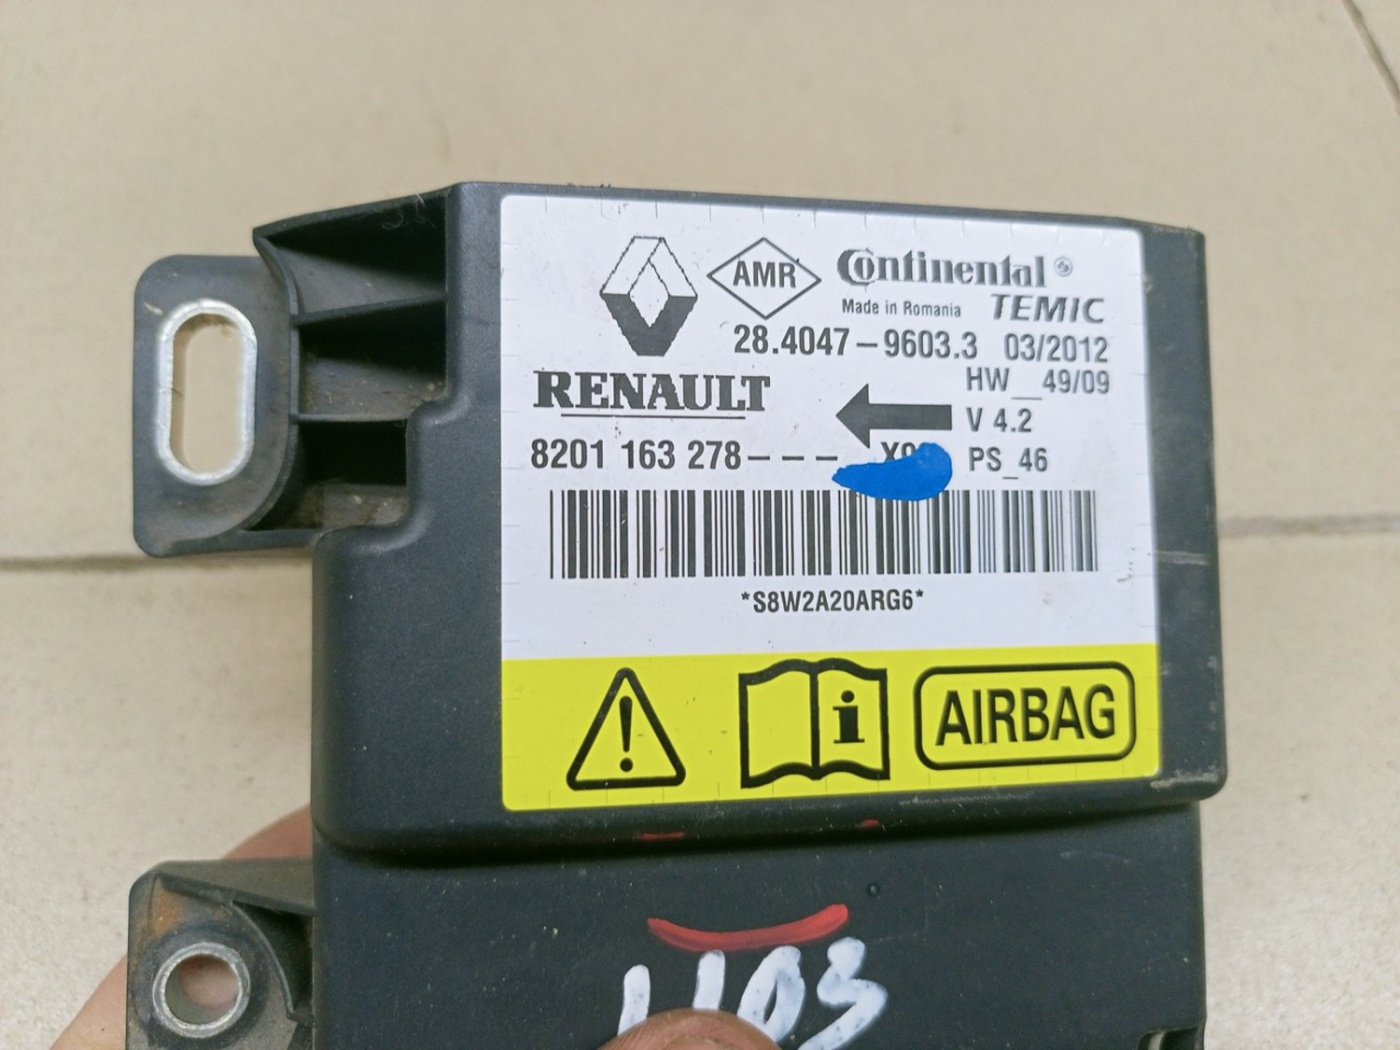 AMR
Continental®
Made in Romania TEMIC
28.4047–9603.3 03/2012
HW__49/09
RENAULT
V 4.2
8201 163 278––– PS_46
*S8W2A20ARG6*
i AIRBAG